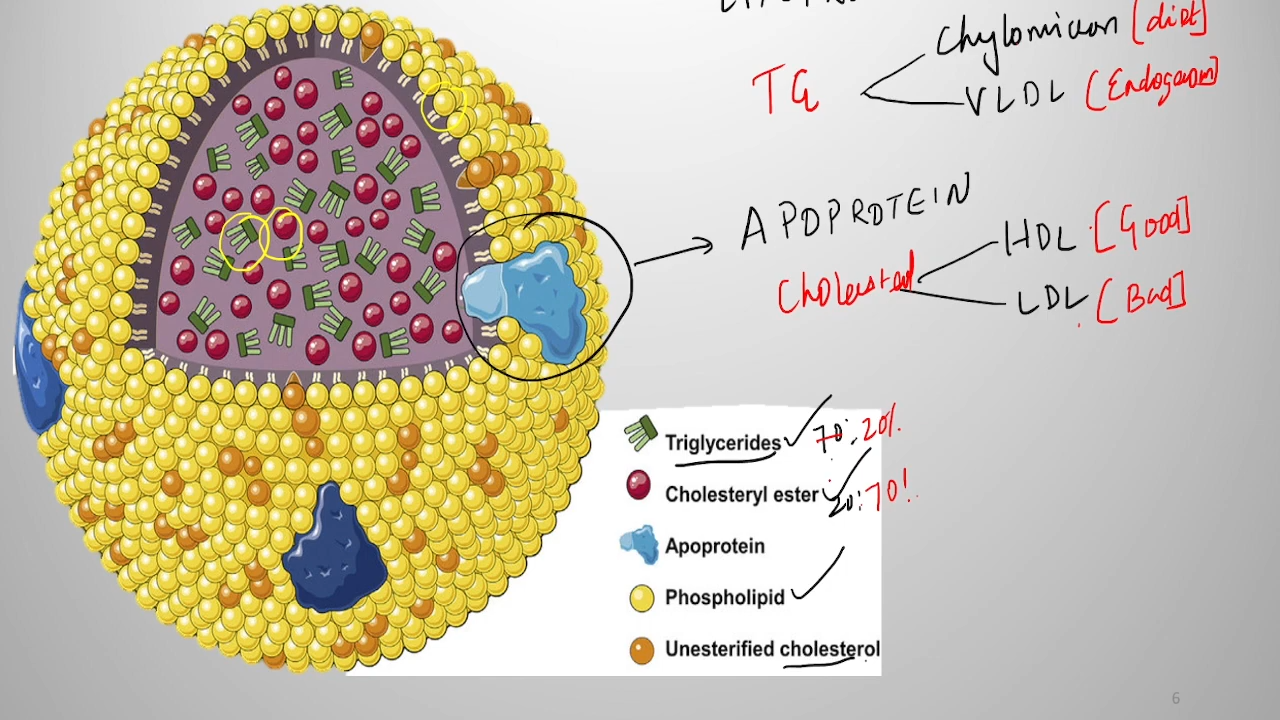 Chylomicron [diet]
TG
VLDL (Endogenous)
APOPROTEIN
HDL [Good]
Cholesterol
LDL [Bad]
Triglycerides 70:20%
Cholesteryl ester 20:70%
Apoprotein
Phospholipid
Unesterified cholesterol
6